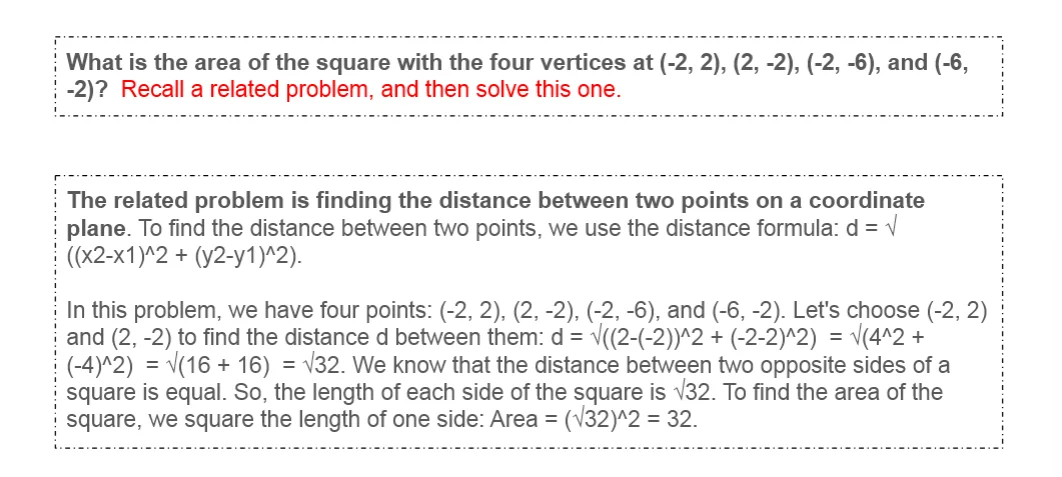 What is the area of the square with the four vertices at (-2, 2), (2, -2), (-2, -6), and (-6,
-2)? Recall a related problem, and then solve this one.
The related problem is finding the distance between two points on a coordinate
plane. To find the distance between two points, we use the distance formula: d = √
((x2-x1)^2 + (y2-y1)^2).
In this problem, we have four points: (-2, 2), (2, -2), (-2, -6), and (-6, -2). Let's choose (-2, 2)
and (2, -2) to find the distance d between them: d = √((2-(-2))^2 + (-2-2)^2) = √(4^2 +
(-4)^2) = √(16 + 16) = √32. We know that the distance between two opposite sides of a
square is equal. So, the length of each side of the square is √32. To find the area of the
square, we square the length of one side: Area = (√32)^2 = 32.